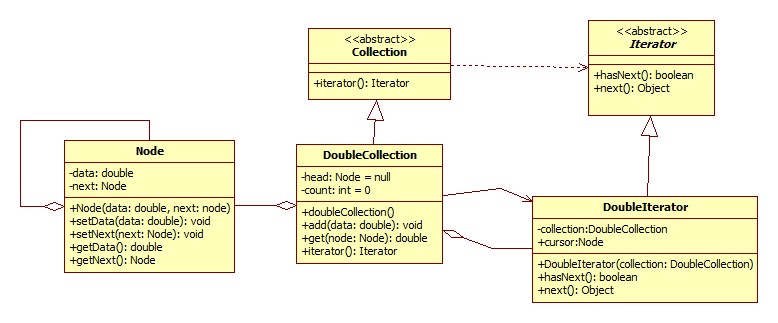 <<abstract>>
Collection
+iterator(): Iterator
<<abstract>>
Iterator
+hasNext(): boolean
+next(): Object
Node
-data: double
-next: Node
+Node(data: double, next: node)
+setData(data: double): void
+setNext(next: Node): void
+getData(): double
+getNext(): Node
DoubleCollection
-head: Node = null
-count: int = 0
+doubleCollection()
+add(data: double): void
+get(node: Node): double
+iterator(): Iterator
DoubleIterator
-collection:DoubleCollection
+cursor:Node
+DoubleIterator(collection: DoubleCollection)
+hasNext(): boolean
+next(): Object